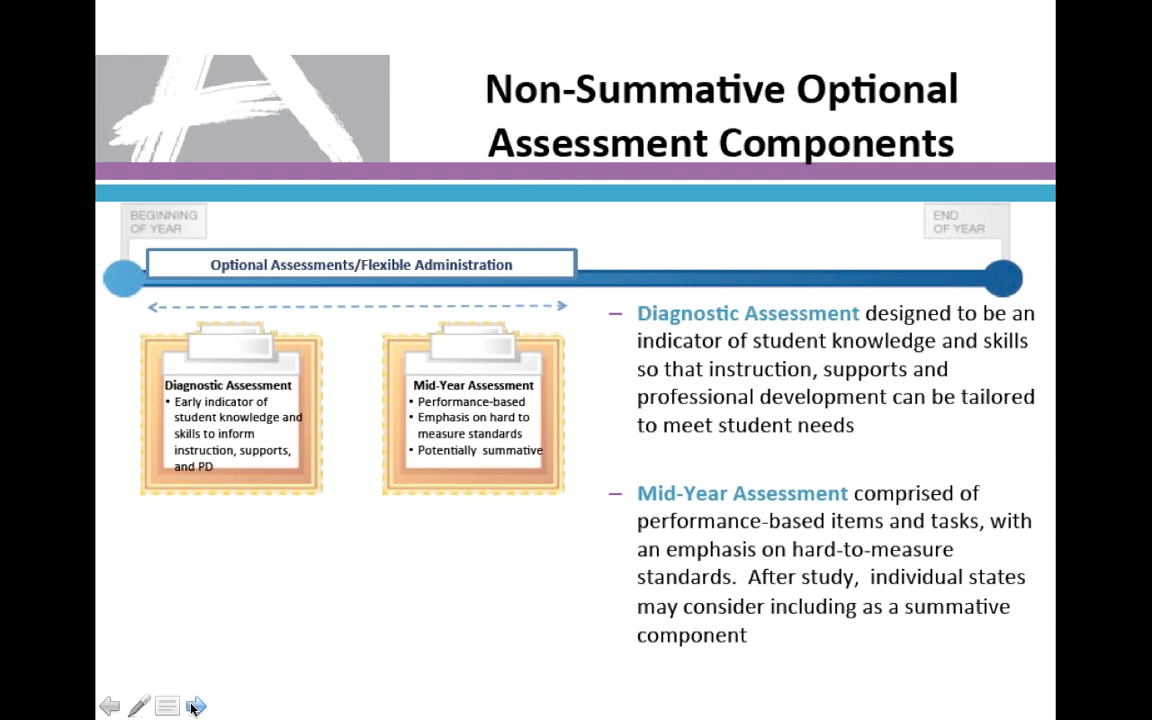 Non-Summative Optional
Assessment Components
BEGINNING
OF YEAR
END
OF YEAR
Optional Assessments/Flexible Administration
Diagnostic Assessment
• Early indicator of
student knowledge and
skills to inform
instruction, supports,
and PD
Mid-Year Assessment
• Performance-based
• Emphasis on hard to
measure standards
• Potentially summative
– Diagnostic Assessment designed to be an
indicator of student knowledge and skills
so that instruction, supports and
professional development can be tailored
to meet student needs
– Mid-Year Assessment comprised of
performance-based items and tasks, with
an emphasis on hard-to-measure
standards. After study, individual states
may consider including as a summative
component